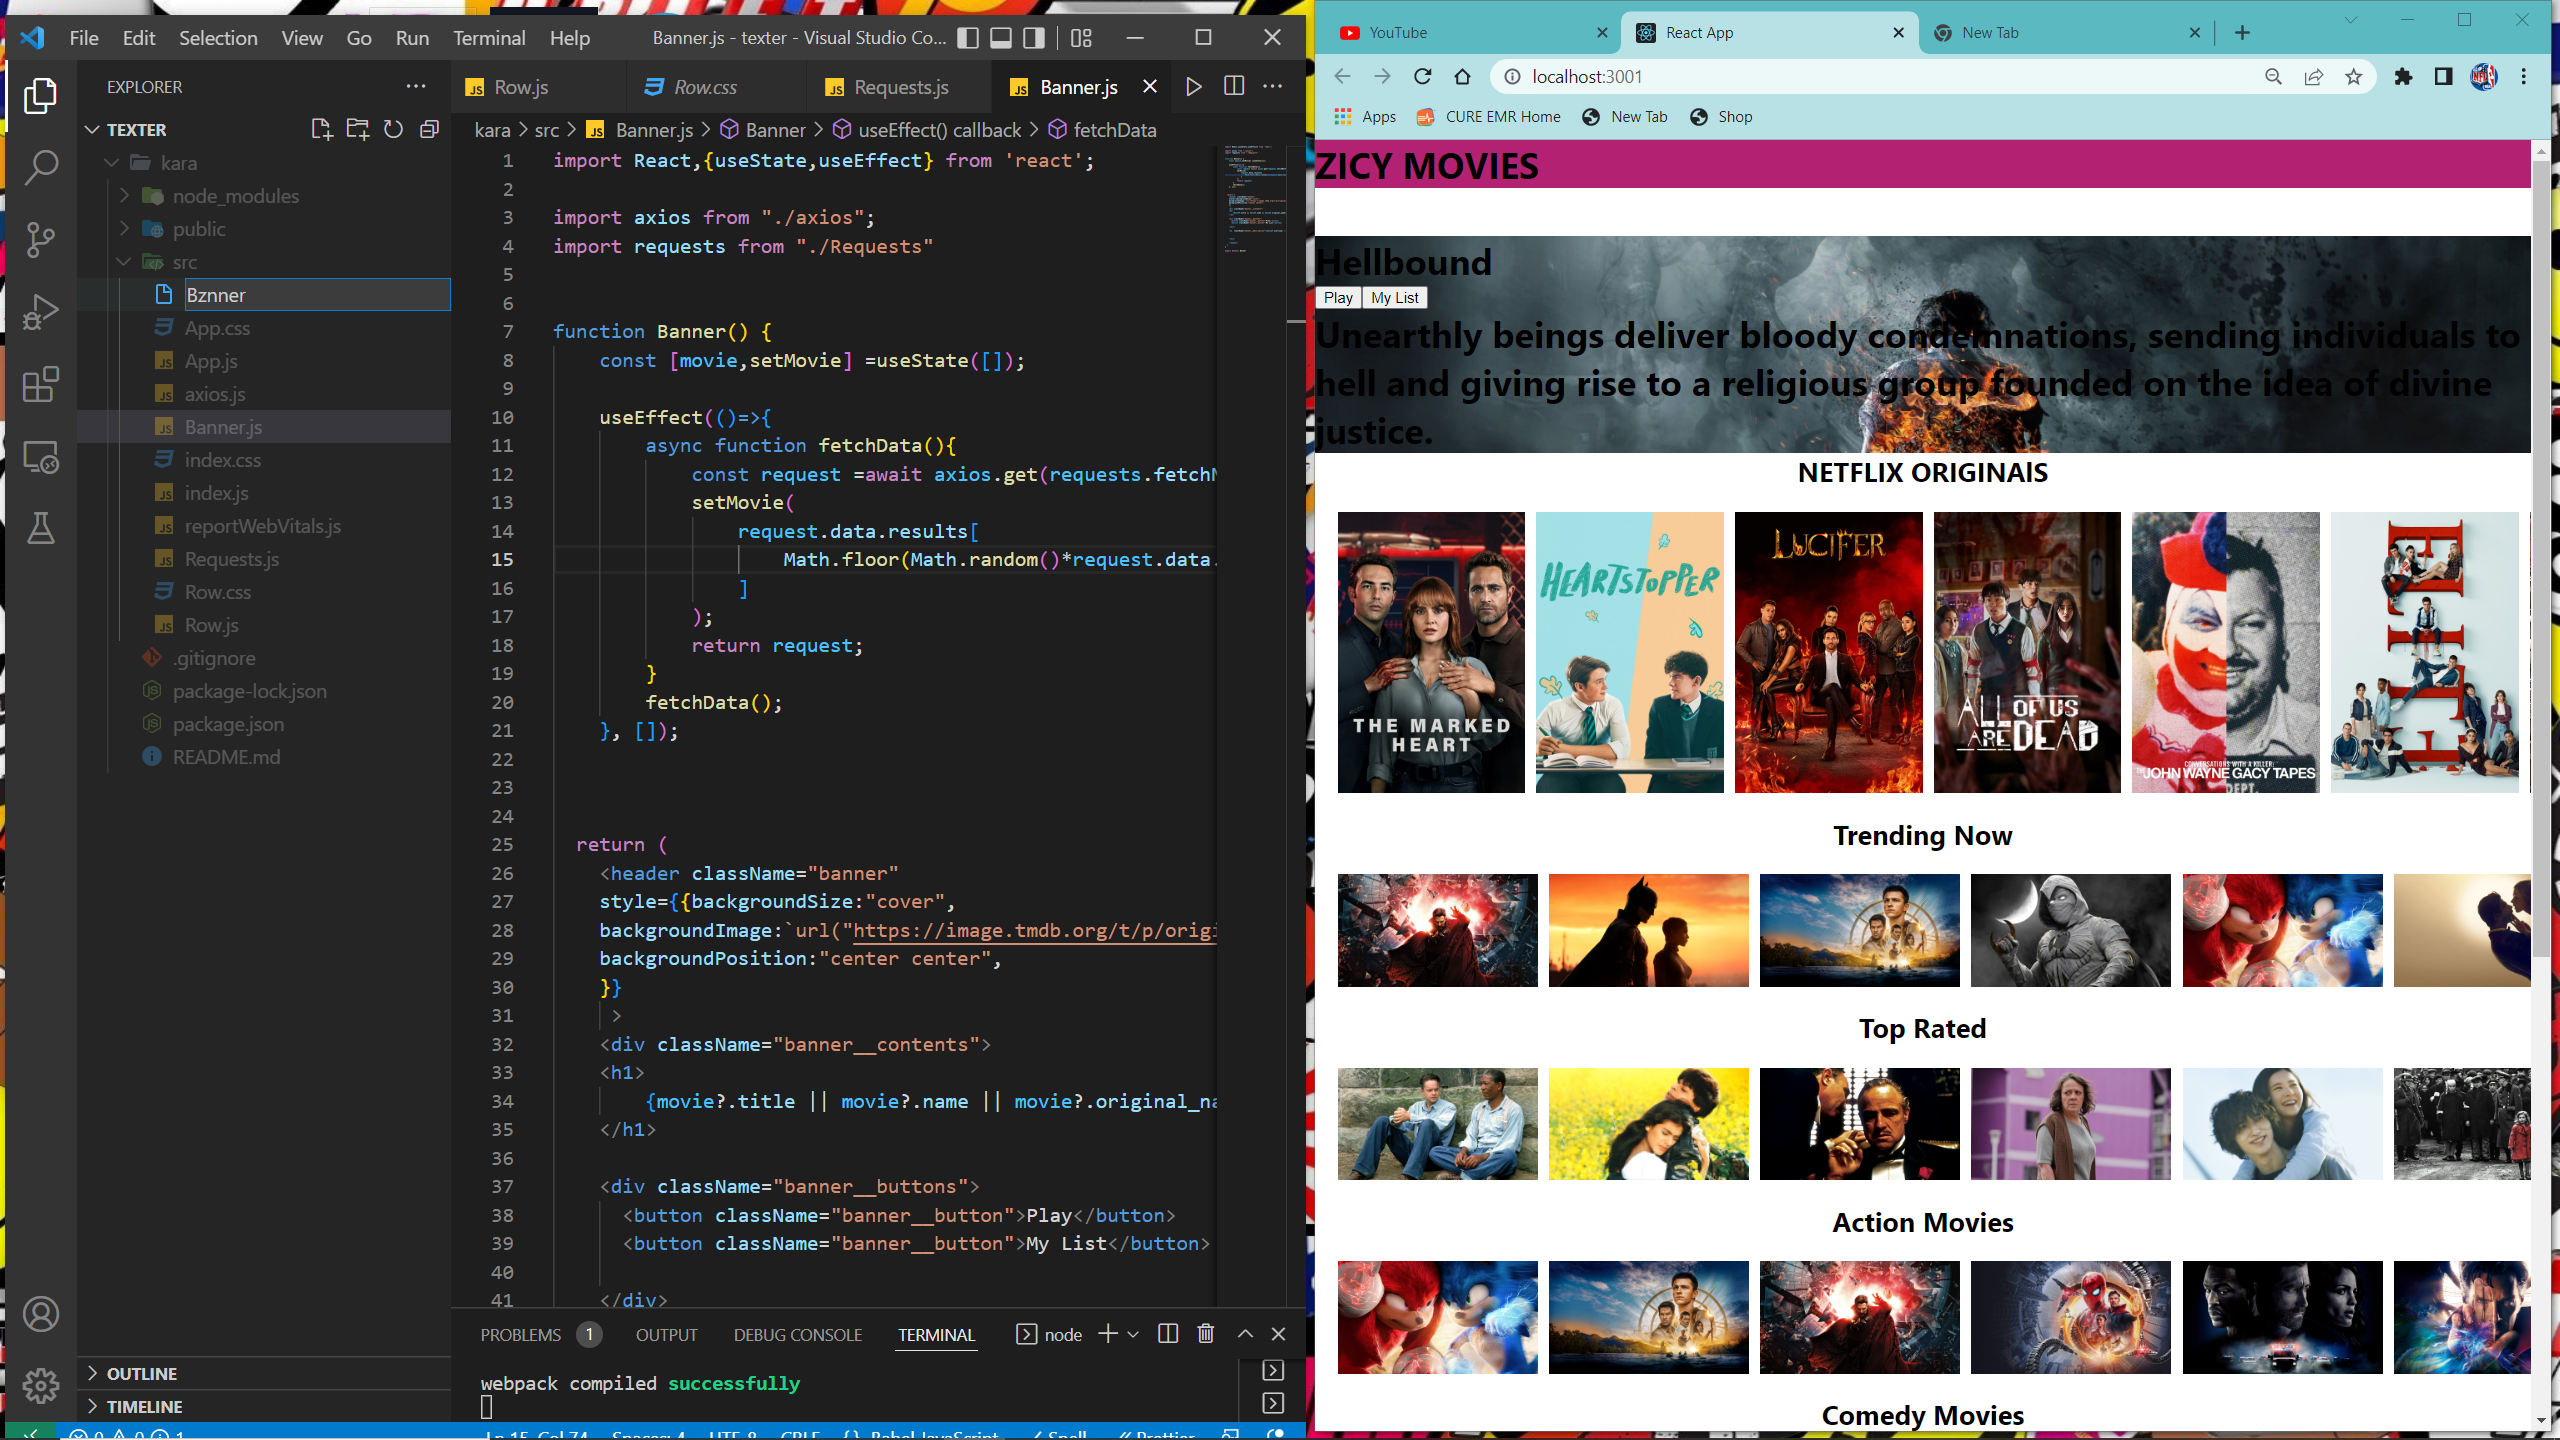 File Edit Selection View Go Run Terminal Help Banner.js - texter - Visual Studio Co...
EXPLORER
TEXTER
kara
node_modules
public
src
Bznner
App.css
App.js
axios.js
Banner.js
index.css
index.js
reportWebVitals.js
Requests.js
Row.css
Row.js
.gitignore
package-lock.json
package.json
README.md
OUTLINE
TIMELINE
Row.js Row.css Requests.js Banner.js
kara > src > Banner.js > Banner > useEffect() callback > fetchData
1 import React,{useState,useEffect} from 'react';
2
3 import axios from "./axios";
4 import requests from "./Requests"
5
6
7 function Banner() {
8 const [movie,setMovie] =useState([]);
9
10 useEffect(()=>{
11 async function fetchData(){
12 const request =await axios.get(requests.fetchN
13 setMovie(
14 request.data.results[
15 Math.floor(Math.random()*request.data.
16 ]
17 );
18 return request;
19 }
20 fetchData();
21 }, []);
22
23
24
25 return (
26 <header className="banner"
27 style={{backgroundSize:"cover",
28 backgroundImage:`url("https://image.tmdb.org/t/p/origi
29 backgroundPosition:"center center",
30 }}
31 >
32 <div className="banner__contents">
33 <h1>
34 {movie?.title || movie?.name || movie?.original_na
35 </h1>
36
37 <div className="banner__buttons">
38 <button className="banner__button">Play</button>
39 <button className="banner__button">My List</button>
40
41 </div>
PROBLEMS 1 OUTPUT DEBUG CONSOLE TERMINAL node
webpack compiled successfully
0 0 1 Ln 15, Col 74 Spaces: 4 UTF-8 CRLF {} Babel JavaScript Spell Prettier
YouTube React App New Tab
localhost:3001
Apps CURE EMR Home New Tab Shop
ZICY MOVIES
Hellbound
Play My List
Unearthly beings deliver bloody condemnations, sending individuals to
hell and giving rise to a religious group founded on the idea of divine
justice.
NETFLIX ORIGINAlS
THE MARKED
HEART
HEARTSTOPPER
LUCIFER
ALL OF US
ARE DEAD
CONVERSATIONS WITH A KILLER:
THE JOHN WAYNE GACY TAPES
ELITE
Trending Now
Top Rated
Action Movies
Comedy Movies